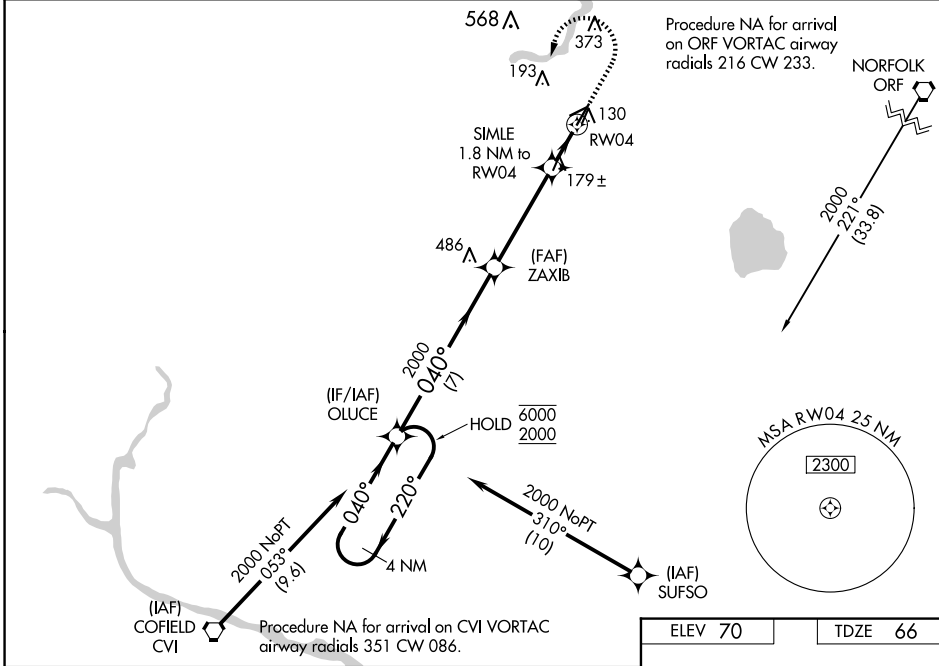 568
373
193
Procedure NA for arrival
on ORF VORTAC airway
radials 216 CW 233.
NORFOLK
ORF
130
RW04
SIMLE
1.8 NM to
RW04
179±
2000
221°
(33.8)
486
(FAF)
ZAXIB
2000
040°
(7)
(IF/IAF)
OLUCE
HOLD
6000
2000
MSA RW04 25 NM
2300
040°
220°
4 NM
2000 NoPT
310°
(10)
2000 NoPT
053°
(9.6)
(IAF)
SUFSO
(IAF)
COFIELD
CVI
Procedure NA for arrival on CVI VORTAC
airway radials 351 CW 086.
ELEV 70
TDZE 66